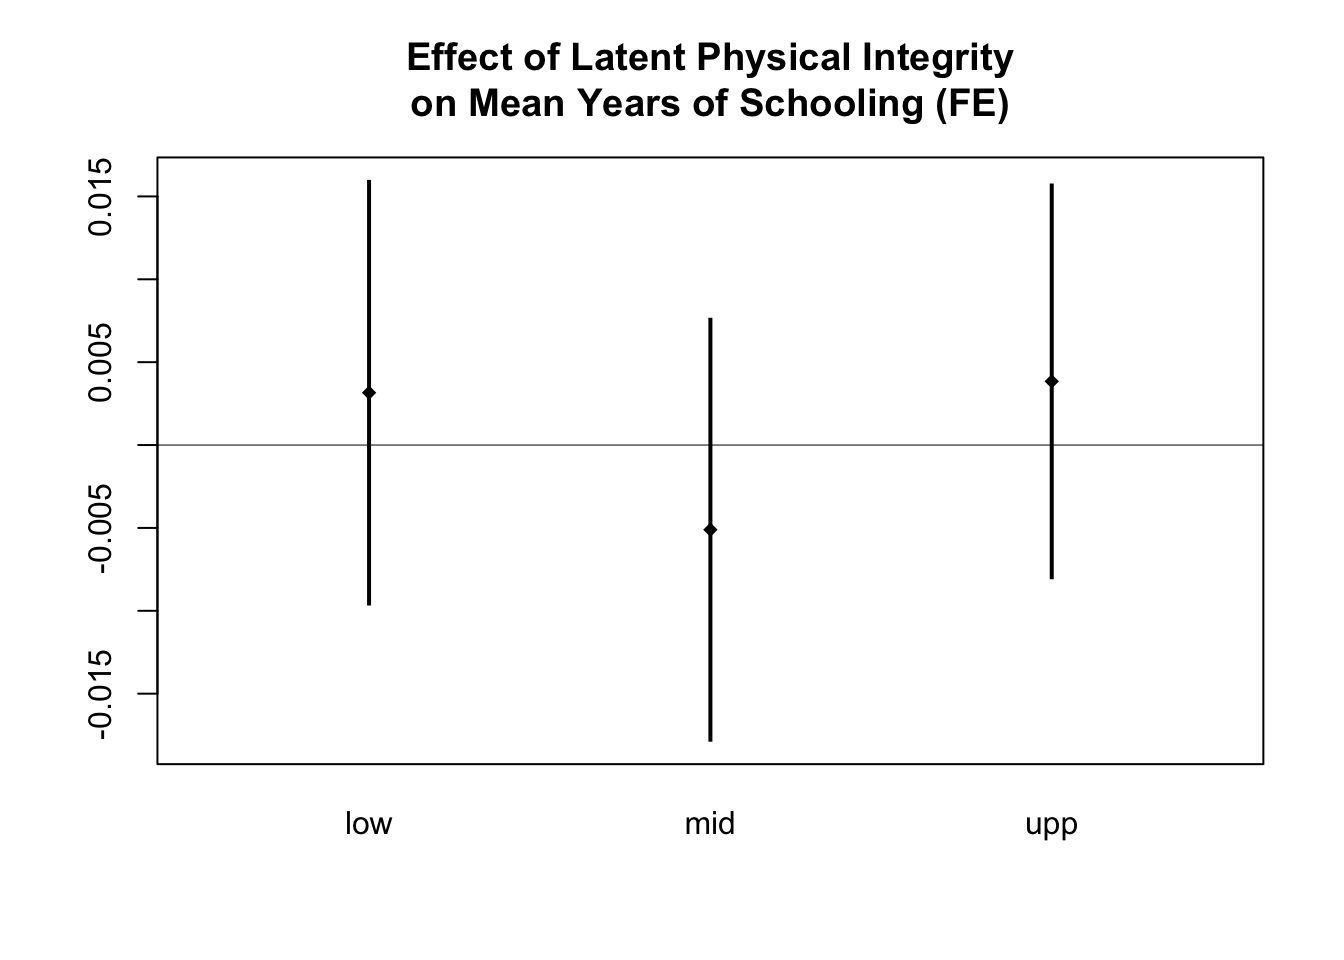 Effect of Latent Physical Integrity
on Mean Years of Schooling (FE)
0.015
0.005
-0.005
-0.015
low mid upp